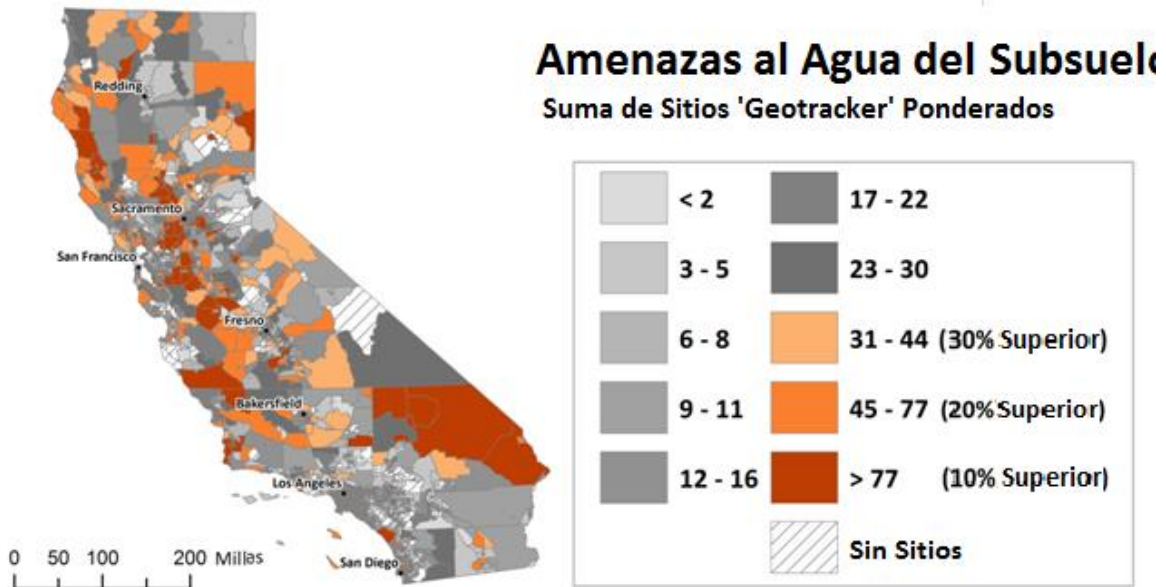 Amenazas al Agua del Subsuelo
Suma de Sitios 'Geotracker' Ponderados
Redding
Sacramento
San Francisco
Fresno
Bakersfield
Los Angeles
San Diego
0 50 100 200 Millas
< 2
3 - 5
6 - 8
9 - 11
12 - 16
17 - 22
23 - 30
31 - 44 (30% Superior)
45 - 77 (20% Superior)
> 77 (10% Superior)
Sin Sitios